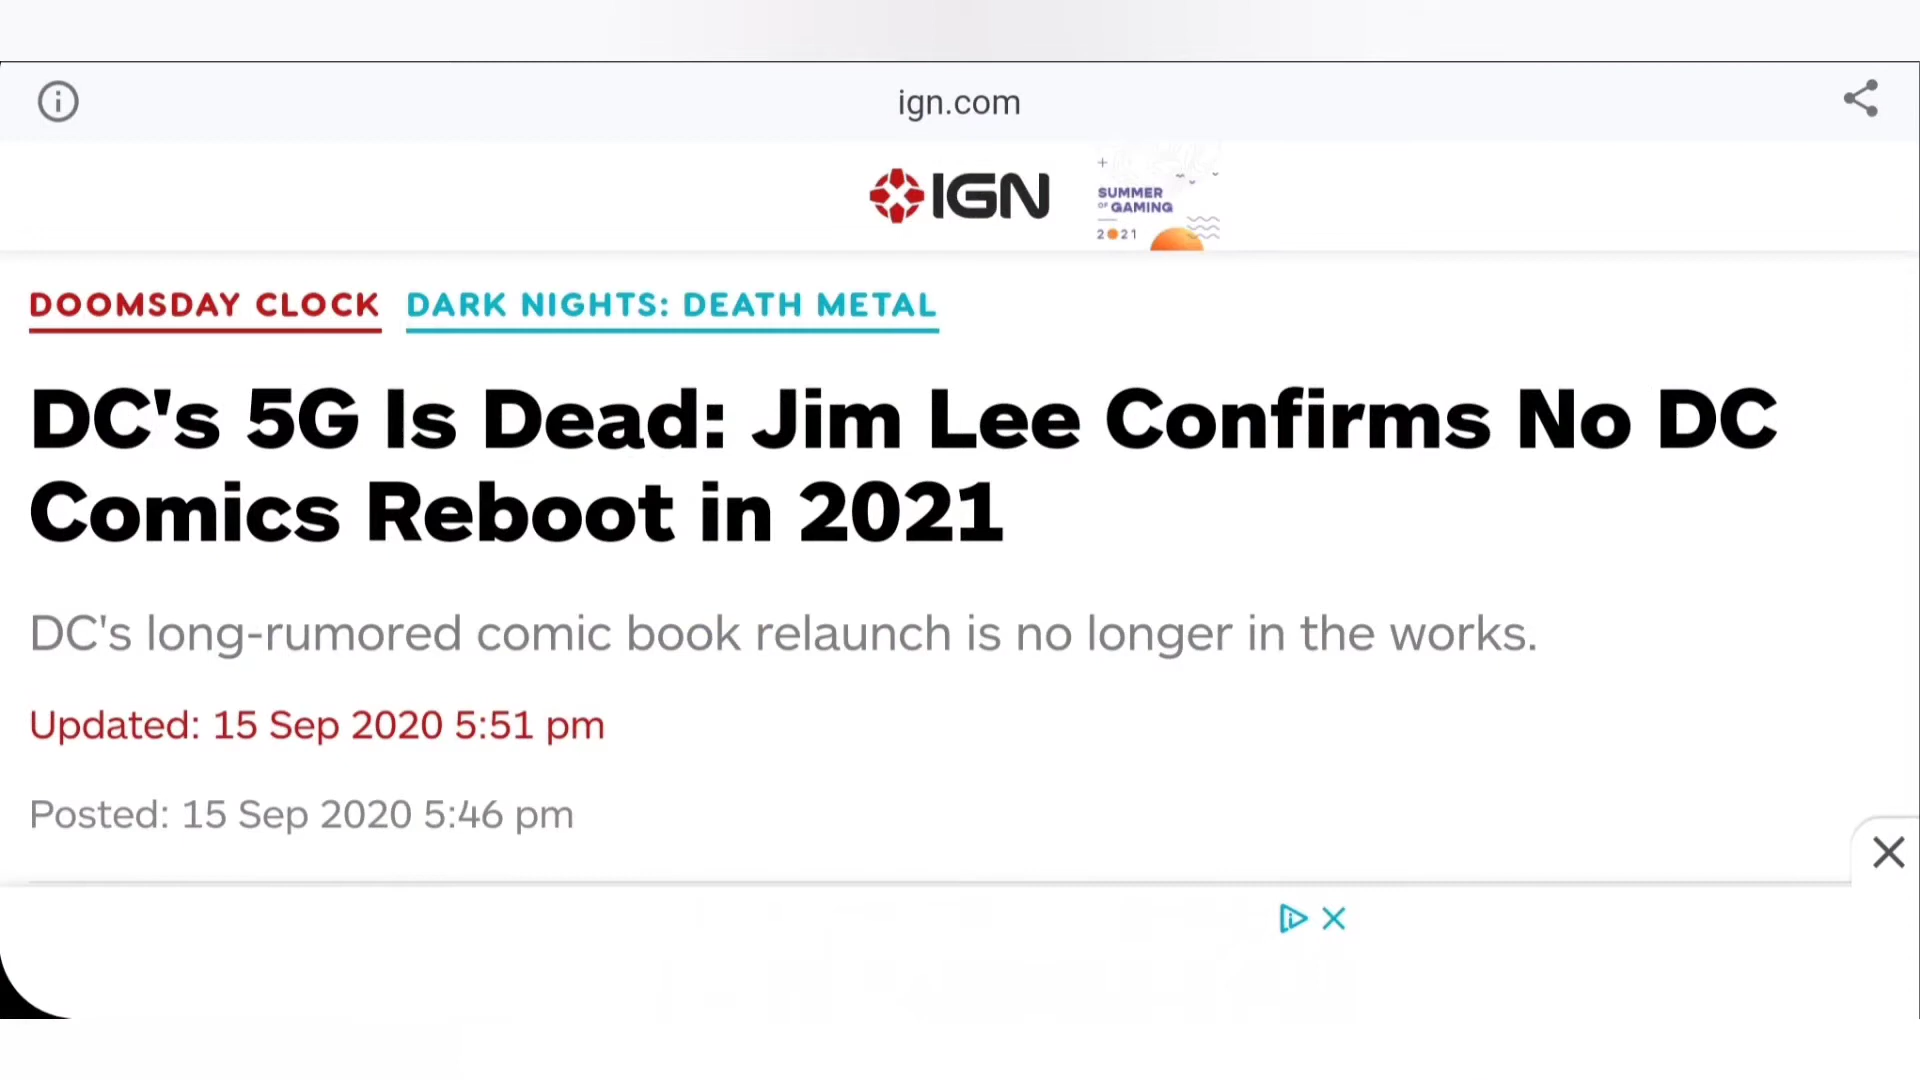 ign.com
IGN
SUMMER
OF GAMING
2021
DOOMSDAY CLOCK DARK NIGHTS: DEATH METAL
DC's 5G Is Dead: Jim Lee Confirms No DC
Comics Reboot in 2021
DC's long-rumored comic book relaunch is no longer in the works.
Updated: 15 Sep 2020 5:51 pm
Posted: 15 Sep 2020 5:46 pm